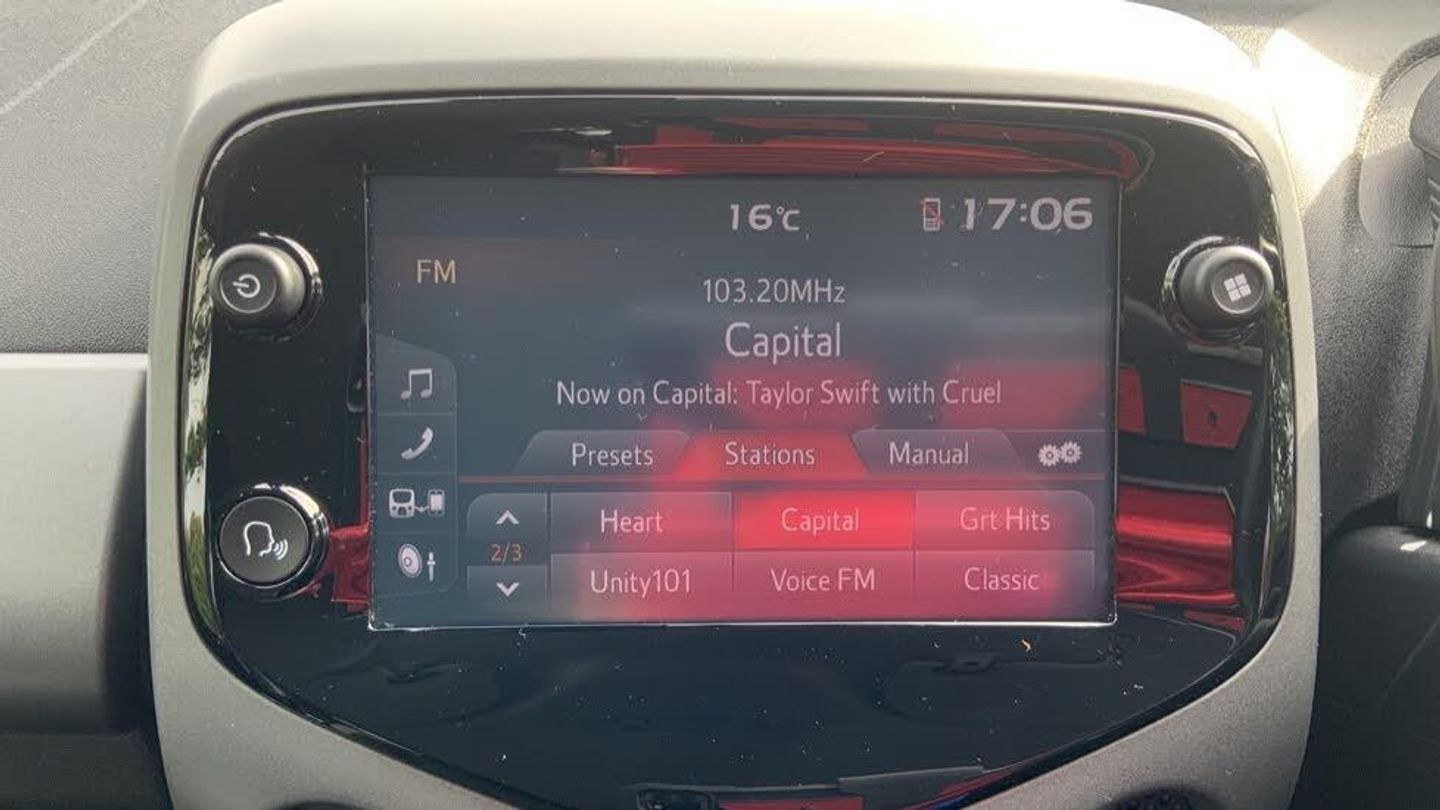 16°C 17:06
FM
103.20MHz
Capital
Now on Capital: Taylor Swift with Cruel
Presets Stations Manual
Heart Capital Grt Hits
2/3
Unity101 Voice FM Classic